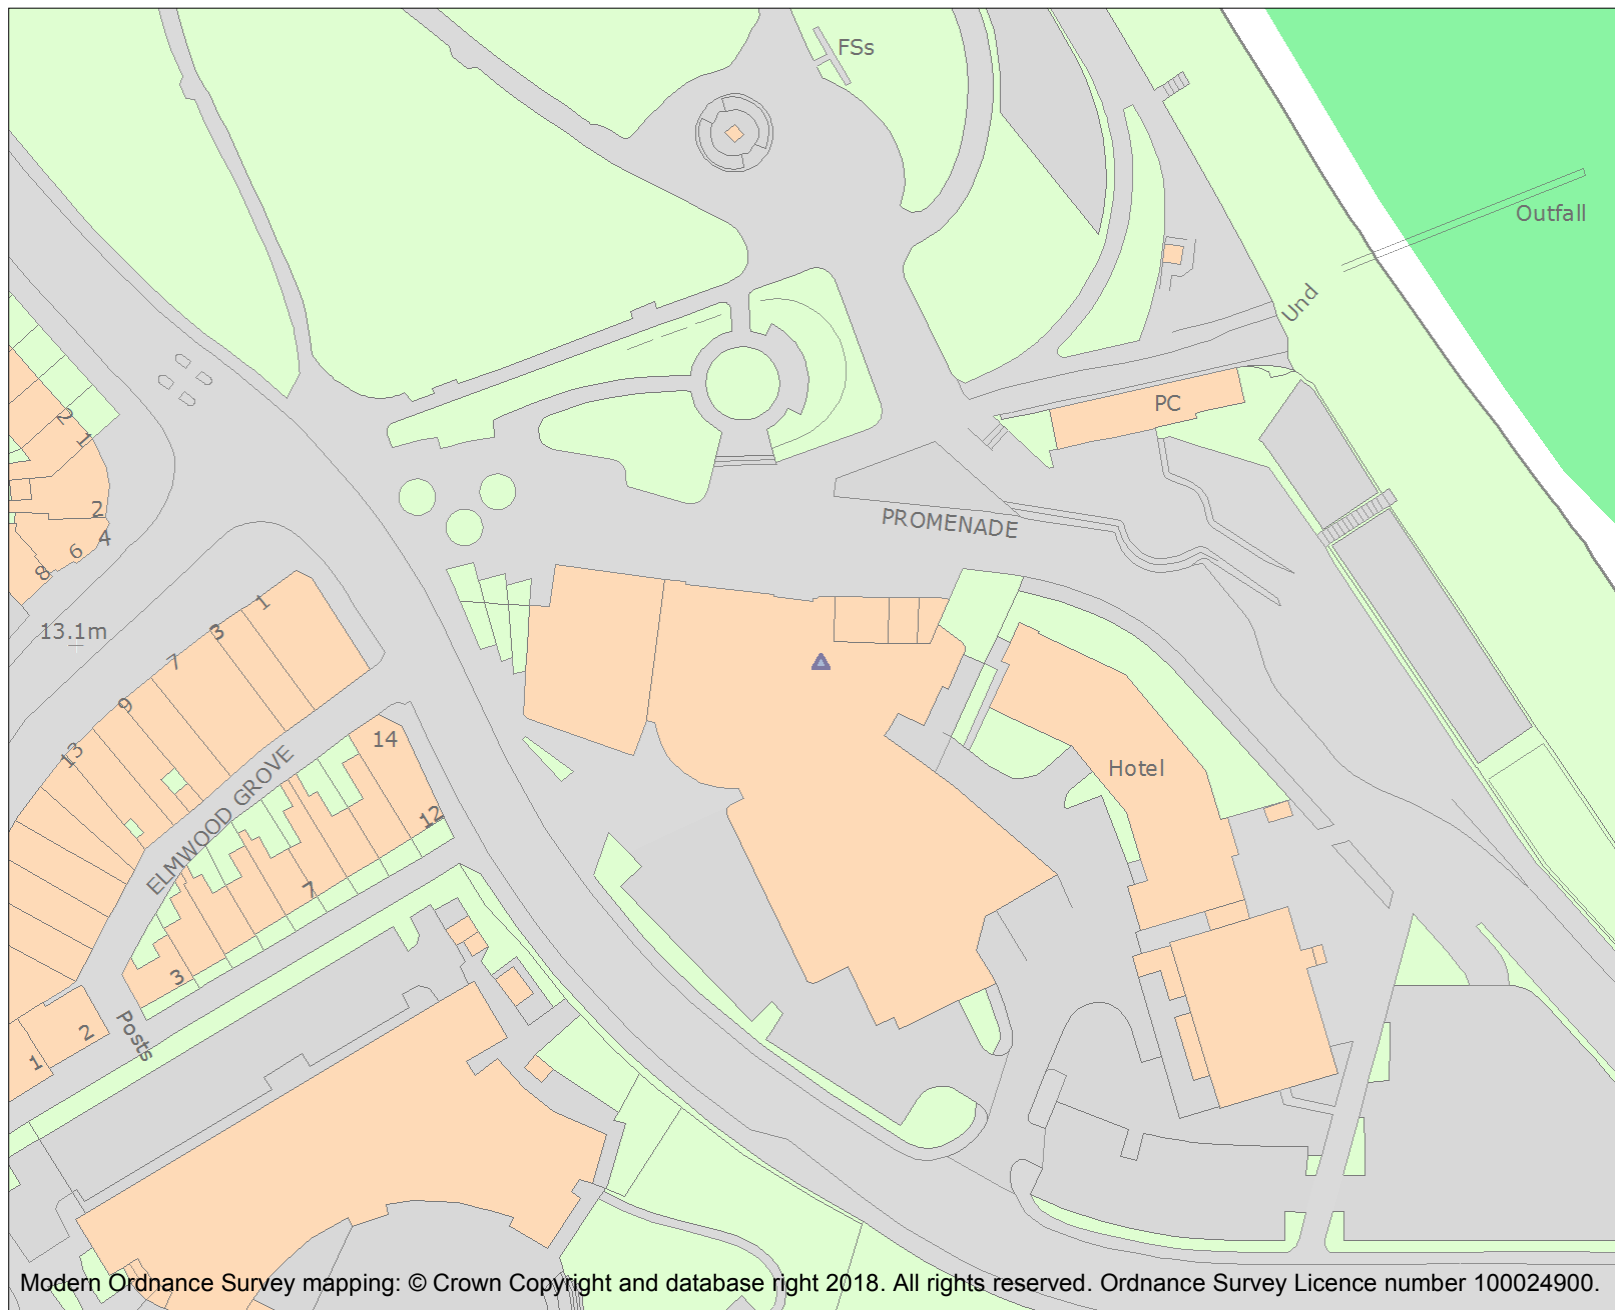 FSs
Outfall
Und
PC
PROMENADE
2
1
2
4
6
8
13.1m
1
3
7
9
13
14
12
ELMWOOD GROVE
7
3
Hotel
Posts
2
1
Modern Ordnance Survey mapping: © Crown Copyright and database right 2018. All rights reserved. Ordnance Survey Licence number 100024900.